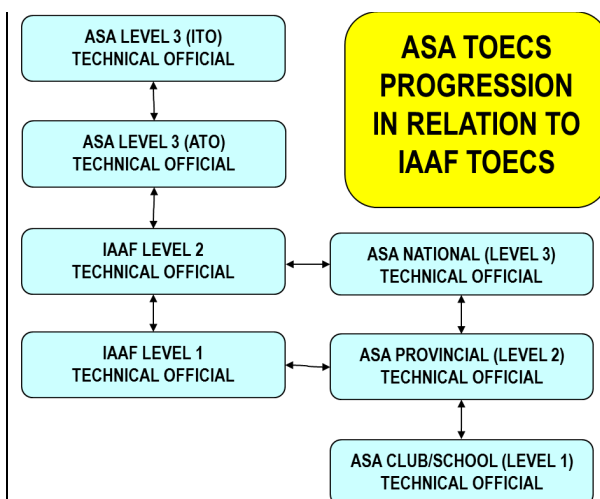 ASA LEVEL 3 (ITO)
TECHNICAL OFFICIAL
ASA TOECS
PROGRESSION
IN RELATION TO
IAAF TOECS
ASA LEVEL 3 (ATO)
TECHNICAL OFFICIAL
IAAF LEVEL 2
TECHNICAL OFFICIAL
ASA NATIONAL (LEVEL 3)
TECHNICAL OFFICIAL
IAAF LEVEL 1
TECHNICAL OFFICIAL
ASA PROVINCIAL (LEVEL 2)
TECHNICAL OFFICIAL
ASA CLUB/SCHOOL (LEVEL 1)
TECHNICAL OFFICIAL